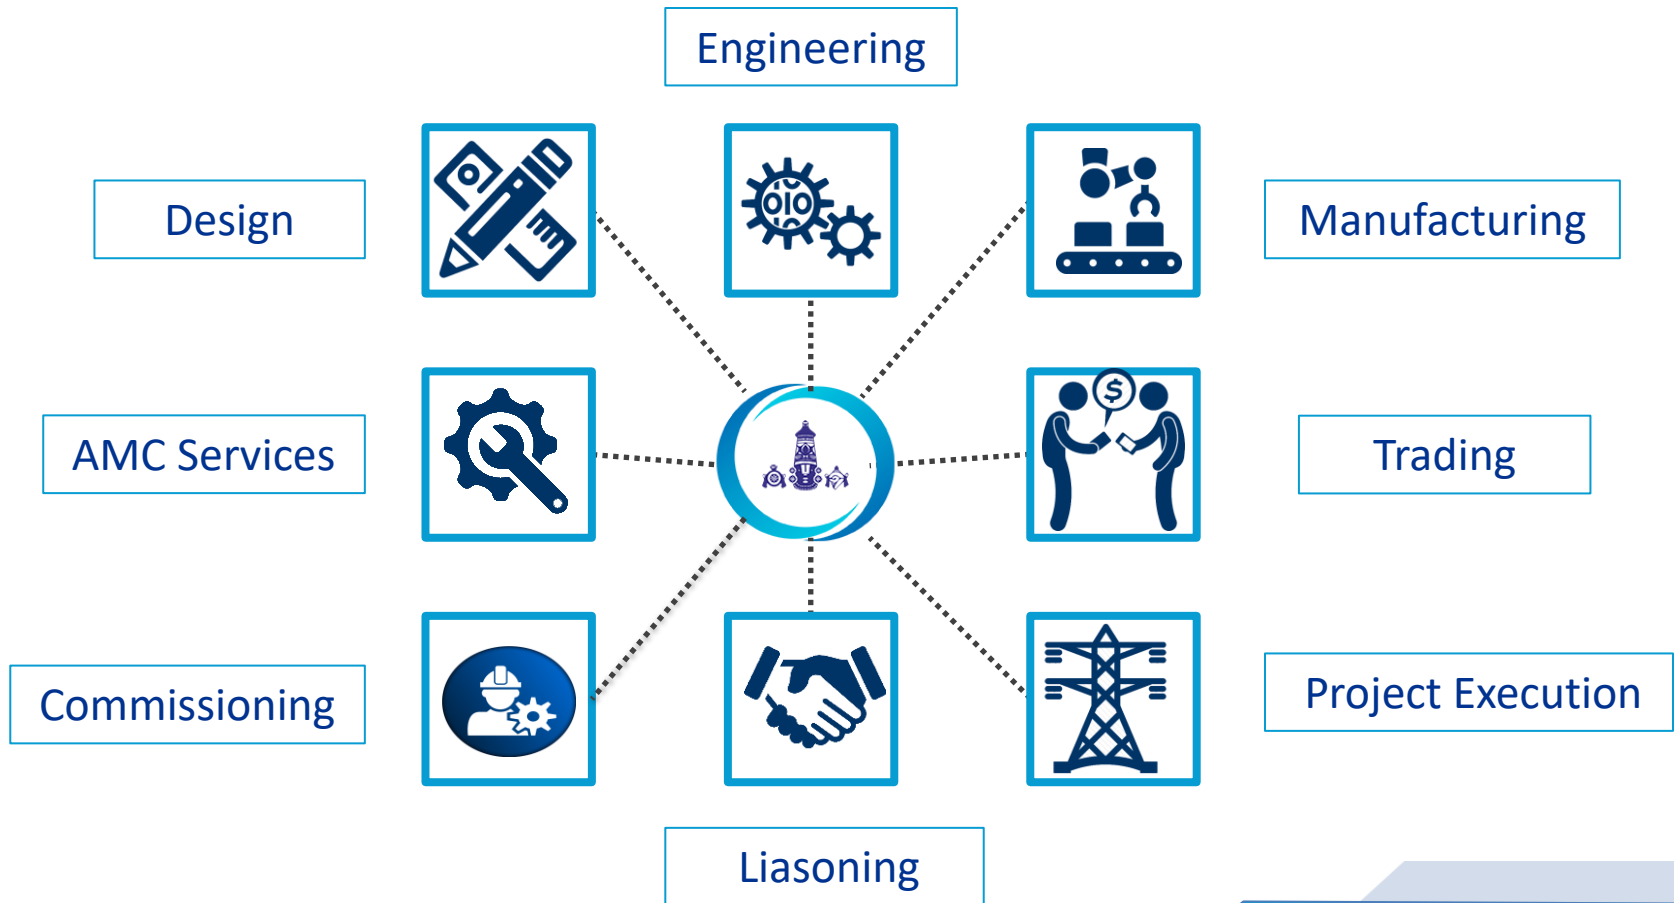 Engineering
Design
Manufacturing
AMC Services
$
Trading
Commissioning
Project Execution
Liasoning